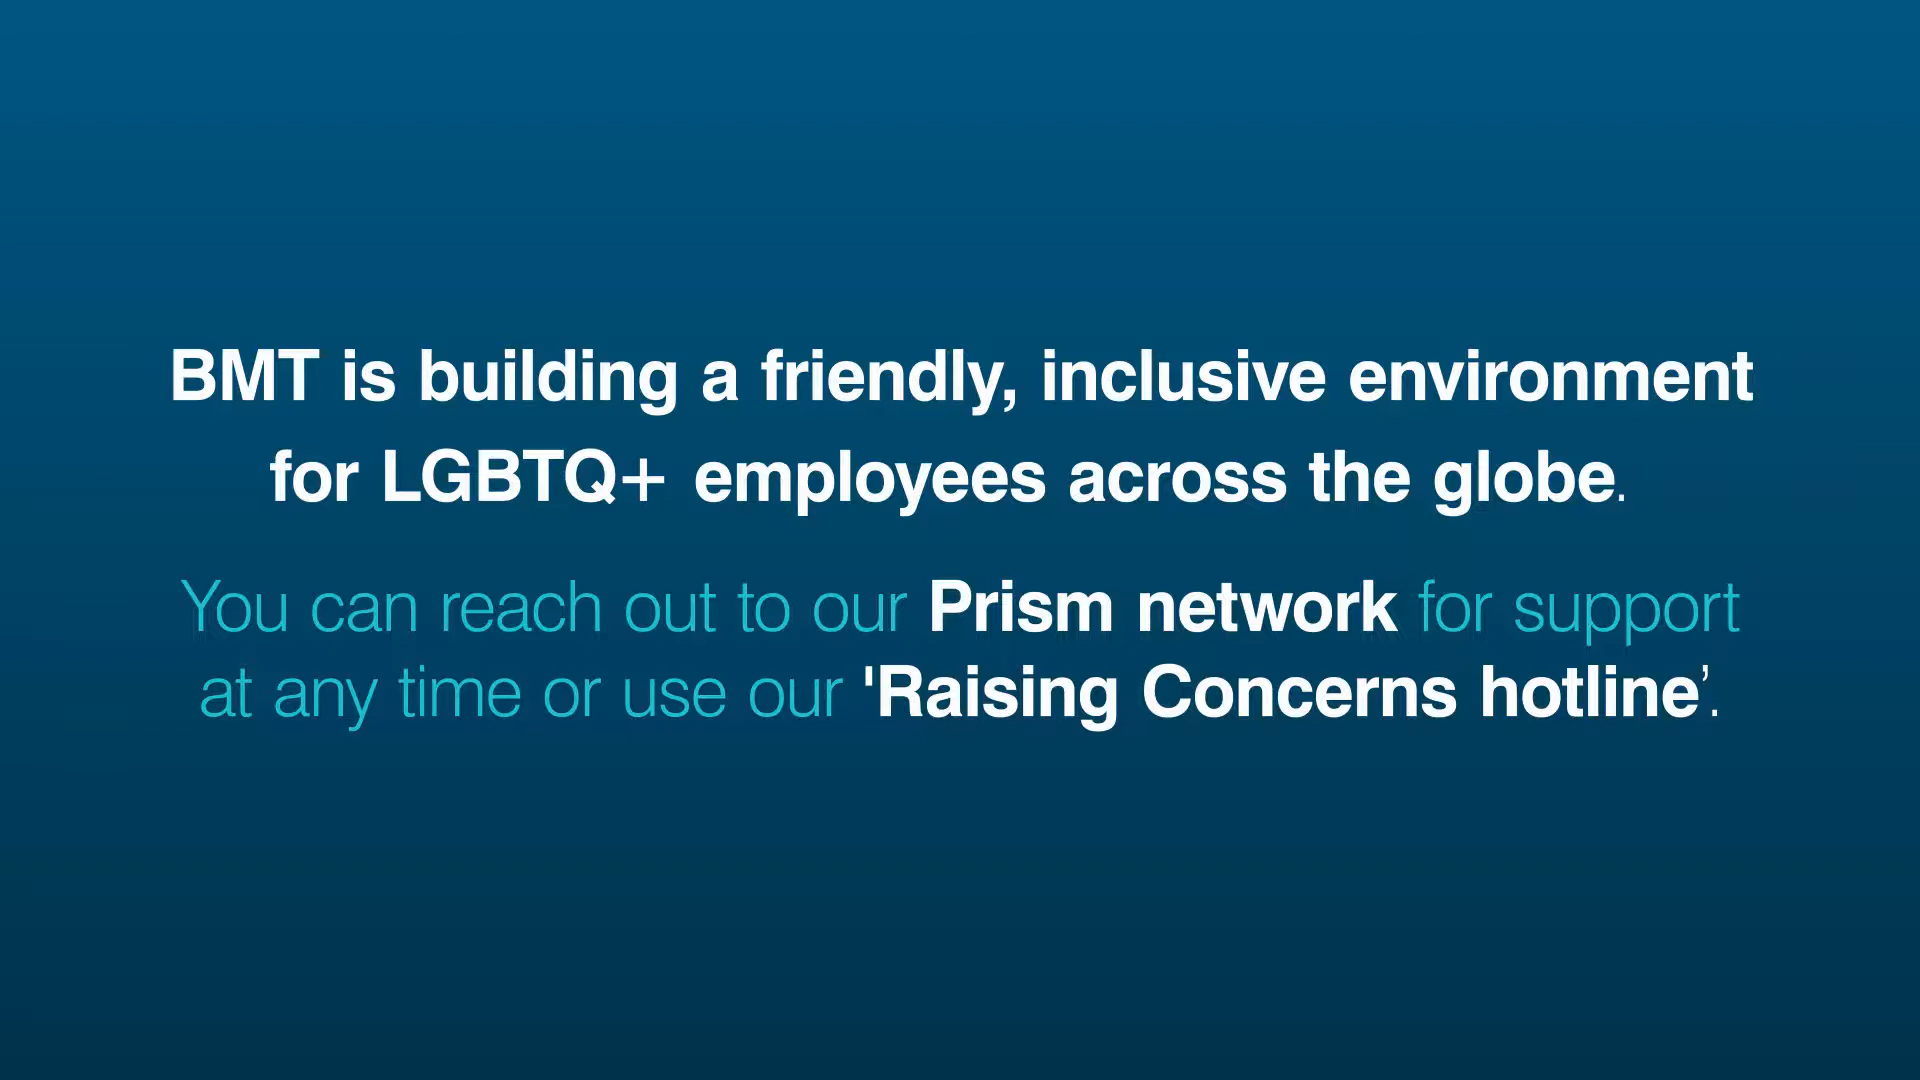 BMT is building a friendly, inclusive environment
for LGBTQ+ employees across the globe.
You can reach out to our Prism network for support
at any time or use our 'Raising Concerns hotline’.